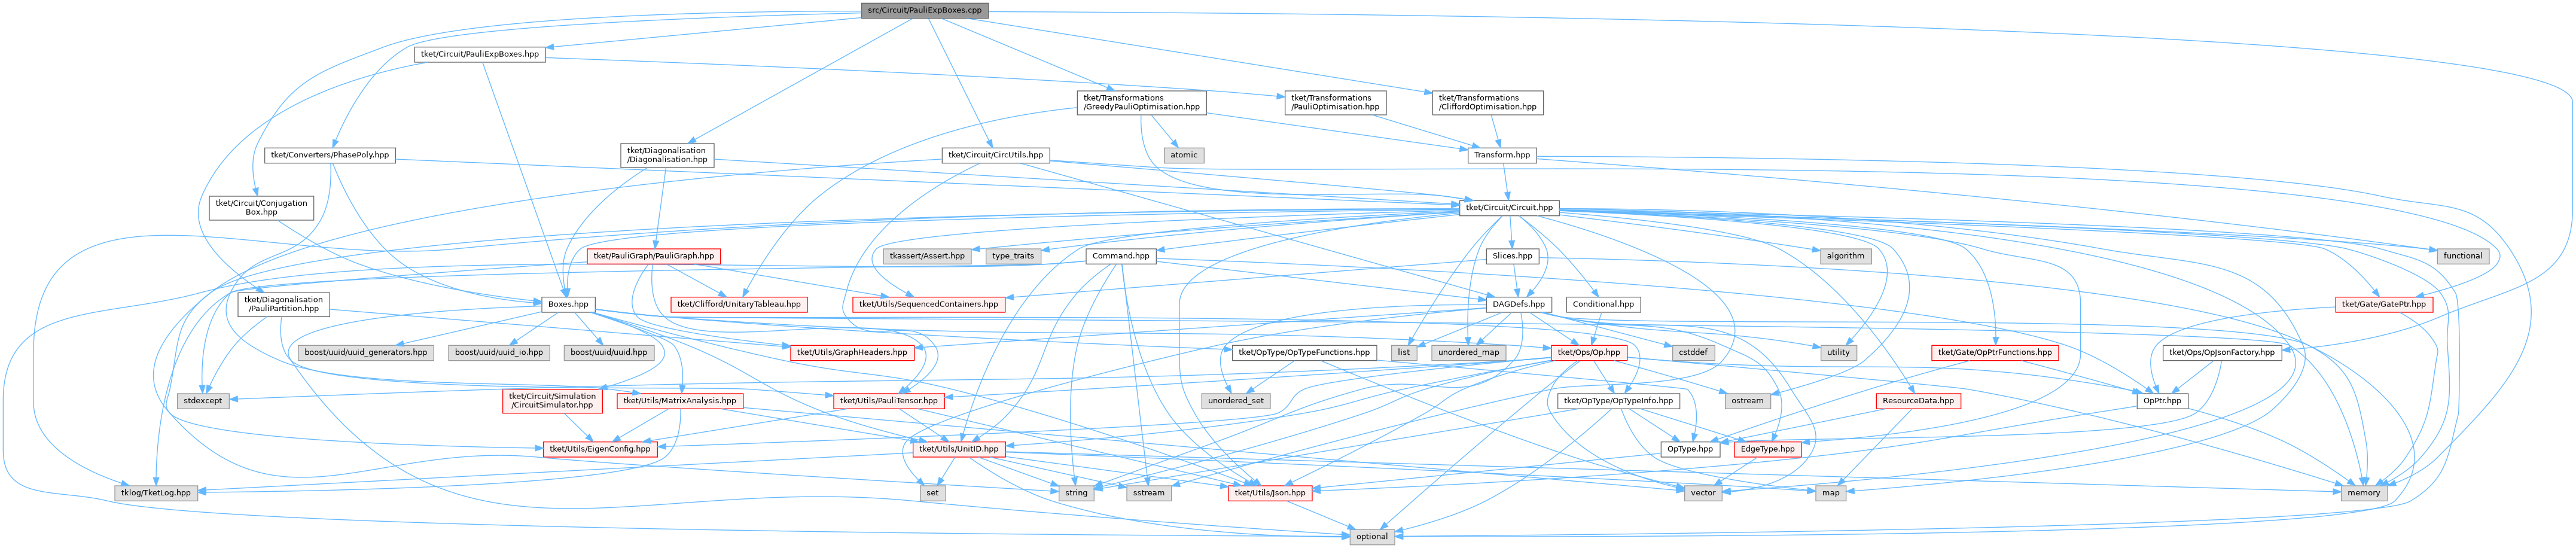 src/Circuit/PauliExpBoxes.cpp
tket/Circuit/PauliExpBoxes.hpp
tket/Transformations
/GreedyPauliOptimisation.hpp
tket/Transformations
/PauliOptimisation.hpp
tket/Transformations
/CliffordOptimisation.hpp
tket/Converters/PhasePoly.hpp
tket/Diagonalisation
/Diagonalisation.hpp
tket/Circuit/CircUtils.hpp
atomic
Transform.hpp
tket/Circuit/Conjugation
Box.hpp
tket/Circuit/Circuit.hpp
tket/PauliGraph/PauliGraph.hpp
tkassert/Assert.hpp
type_traits
Command.hpp
Slices.hpp
algorithm
functional
tket/Diagonalisation
/PauliPartition.hpp
Boxes.hpp
tket/Clifford/UnitaryTableau.hpp
tket/Utils/SequencedContainers.hpp
DAGDefs.hpp
Conditional.hpp
tket/Gate/GatePtr.hpp
boost/uuid/uuid_generators.hpp
boost/uuid/uuid_io.hpp
boost/uuid/uuid.hpp
tket/Utils/GraphHeaders.hpp
tket/OpType/OpTypeFunctions.hpp
list
unordered_map
tket/Ops/Op.hpp
cstddef
utility
tket/Gate/OpPtrFunctions.hpp
tket/Ops/OpJsonFactory.hpp
stdexcept
tket/Circuit/Simulation
/CircuitSimulator.hpp
tket/Utils/MatrixAnalysis.hpp
tket/Utils/PauliTensor.hpp
unordered_set
tket/OpType/OpTypeInfo.hpp
ostream
ResourceData.hpp
OpPtr.hpp
tket/Utils/EigenConfig.hpp
tket/Utils/UnitID.hpp
OpType.hpp
EdgeType.hpp
tklog/TketLog.hpp
set
string
sstream
tket/Utils/Json.hpp
vector
map
memory
optional